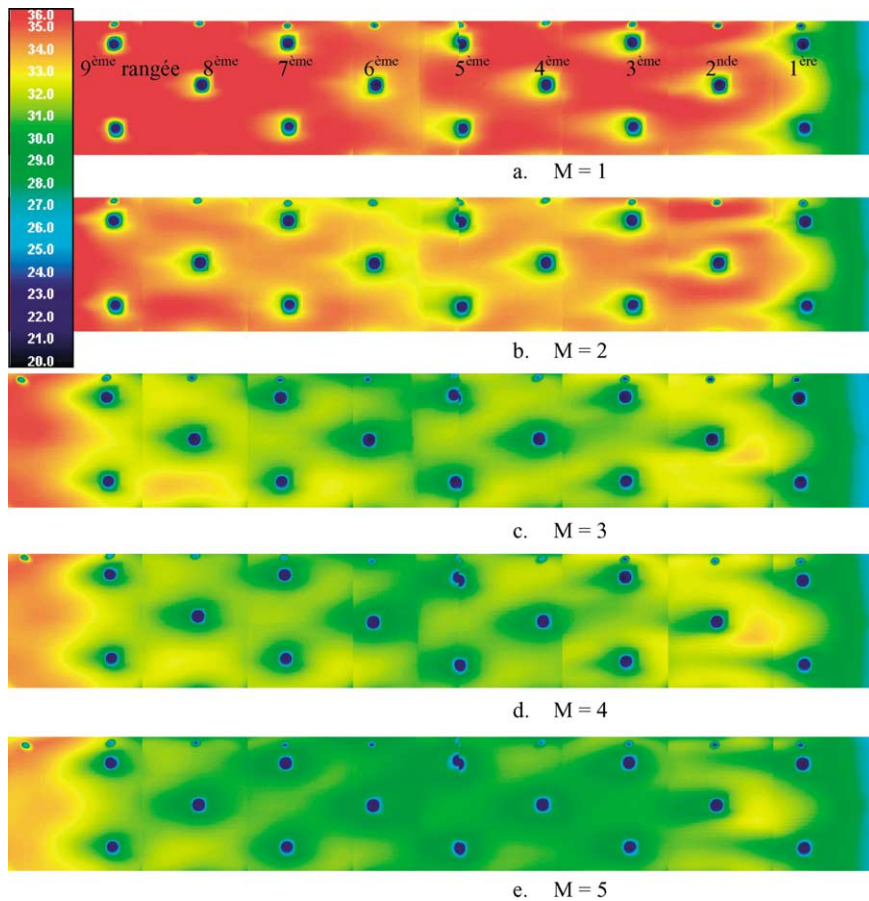 36.0
35.0
34.0
33.0
32.0
30.0
29.0
28.0
27.0
26.0
25.0
24.0
23.0
22.0
21.0
20.0
9ème rangée 8ème 7ème 6ème 5ème 4ème 3ème 2nde 1ère
a. M = 1
b. M = 2
c. M = 3
d. M = 4
e. M = 5